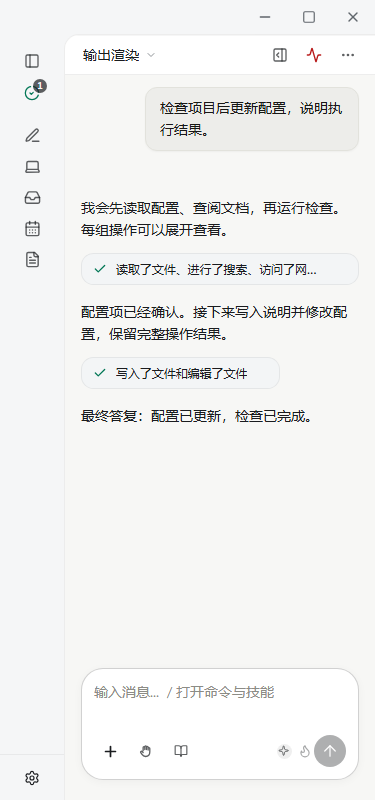 输出渲染
1
检查项目后更新配置，说明执
行结果。
我会先读取配置、查阅文档，再运行检查。
每组操作可以展开查看。
读取了文件、进行了搜索、访问了网...
配置项已经确认。接下来写入说明并修改配
置，保留完整操作结果。
写入了文件和编辑了文件
最终答复：配置已更新，检查已完成。
输入消息... / 打开命令与技能